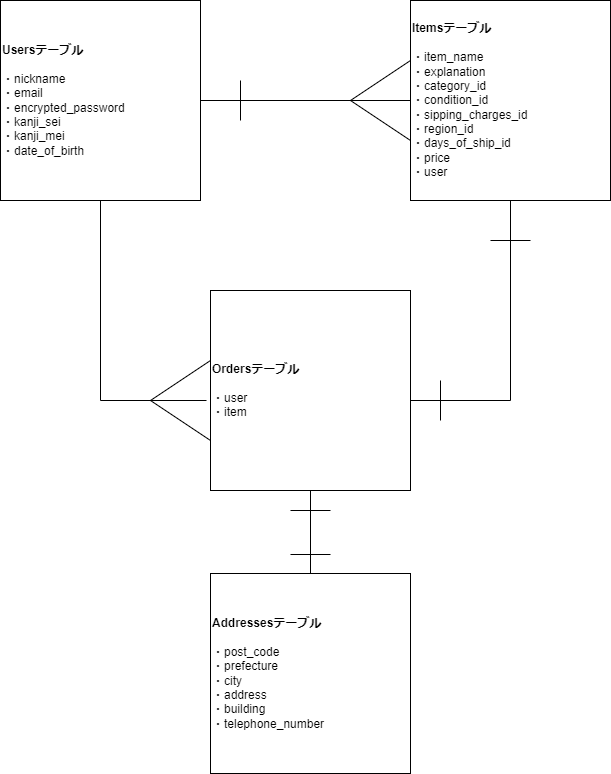 Usersテーブル
・nickname
・email
・encrypted_password
・kanji_sei
・kanji_mei
・date_of_birth
Itemsテーブル
・item_name
・explanation
・category_id
・condition_id
・sipping_charges_id
・region_id
・days_of_ship_id
・price
・user
Ordersテーブル
・user
・item
Addressesテーブル
・post_code
・prefecture
・city
・address
・building
・telephone_number